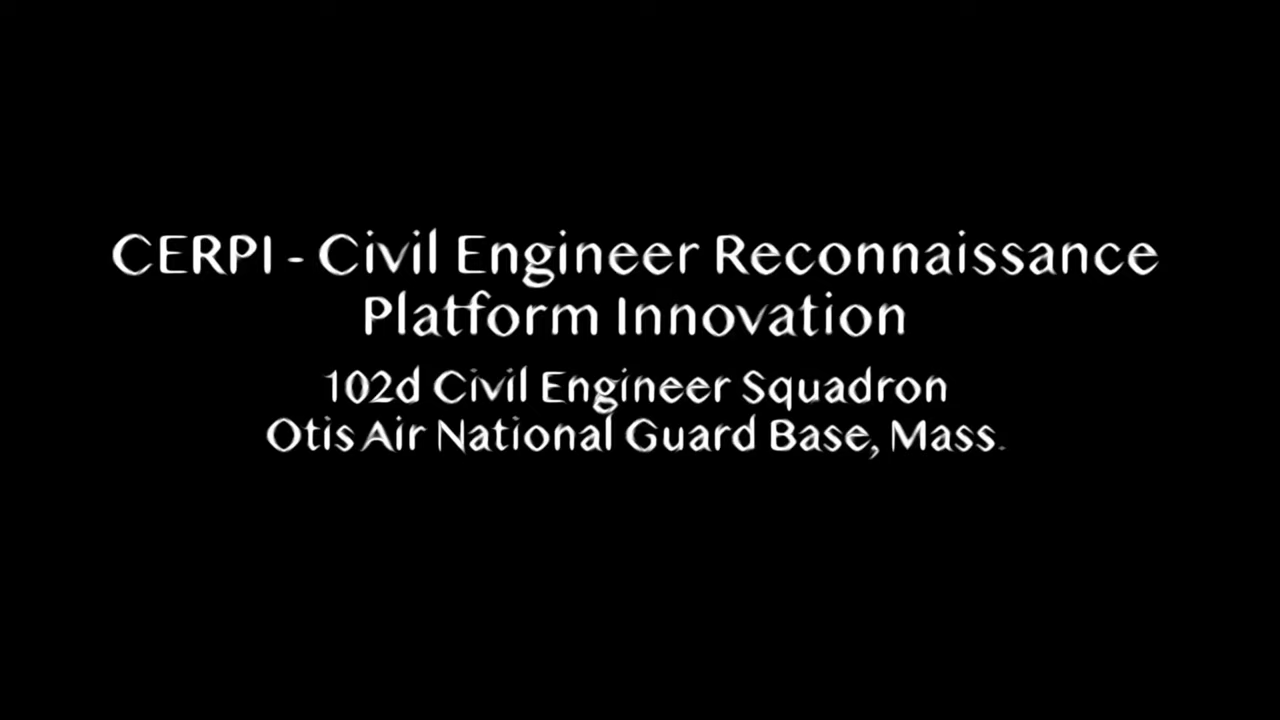 CERPI - Civil Engineer Reconnaissance
Platform Innovation
102d Civil Engineer Squadron
Otis Air National Guard Base, Mass.